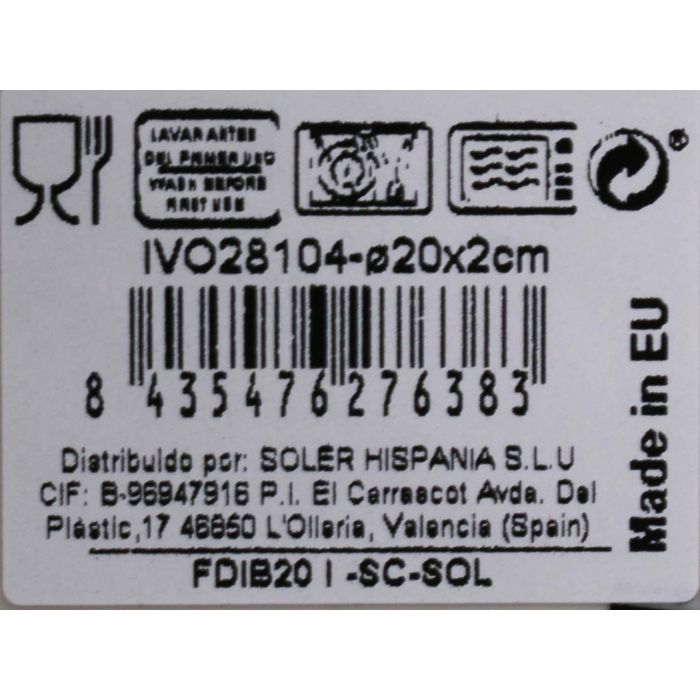 LAVAR ANTES
DEL PRIMER USO
WASH BEFORE
FIRST USE
IVO28104-ø20x2cm
8 435476 276383
Distribuido por: SOLER HISPANIA S.L.U
CIF: B-96947916 P.I. El Carrascot Avda. Del
Plàstic,17 46850 L'Olleria, Valencia (Spain)
FDIB20 I -SC-SOL
Made in EU